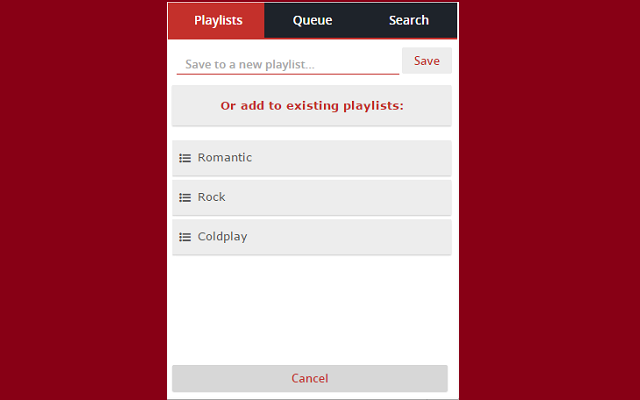 Playlists Queue Search
Save to a new playlist... Save
Or add to existing playlists:
Romantic
Rock
Coldplay
Cancel